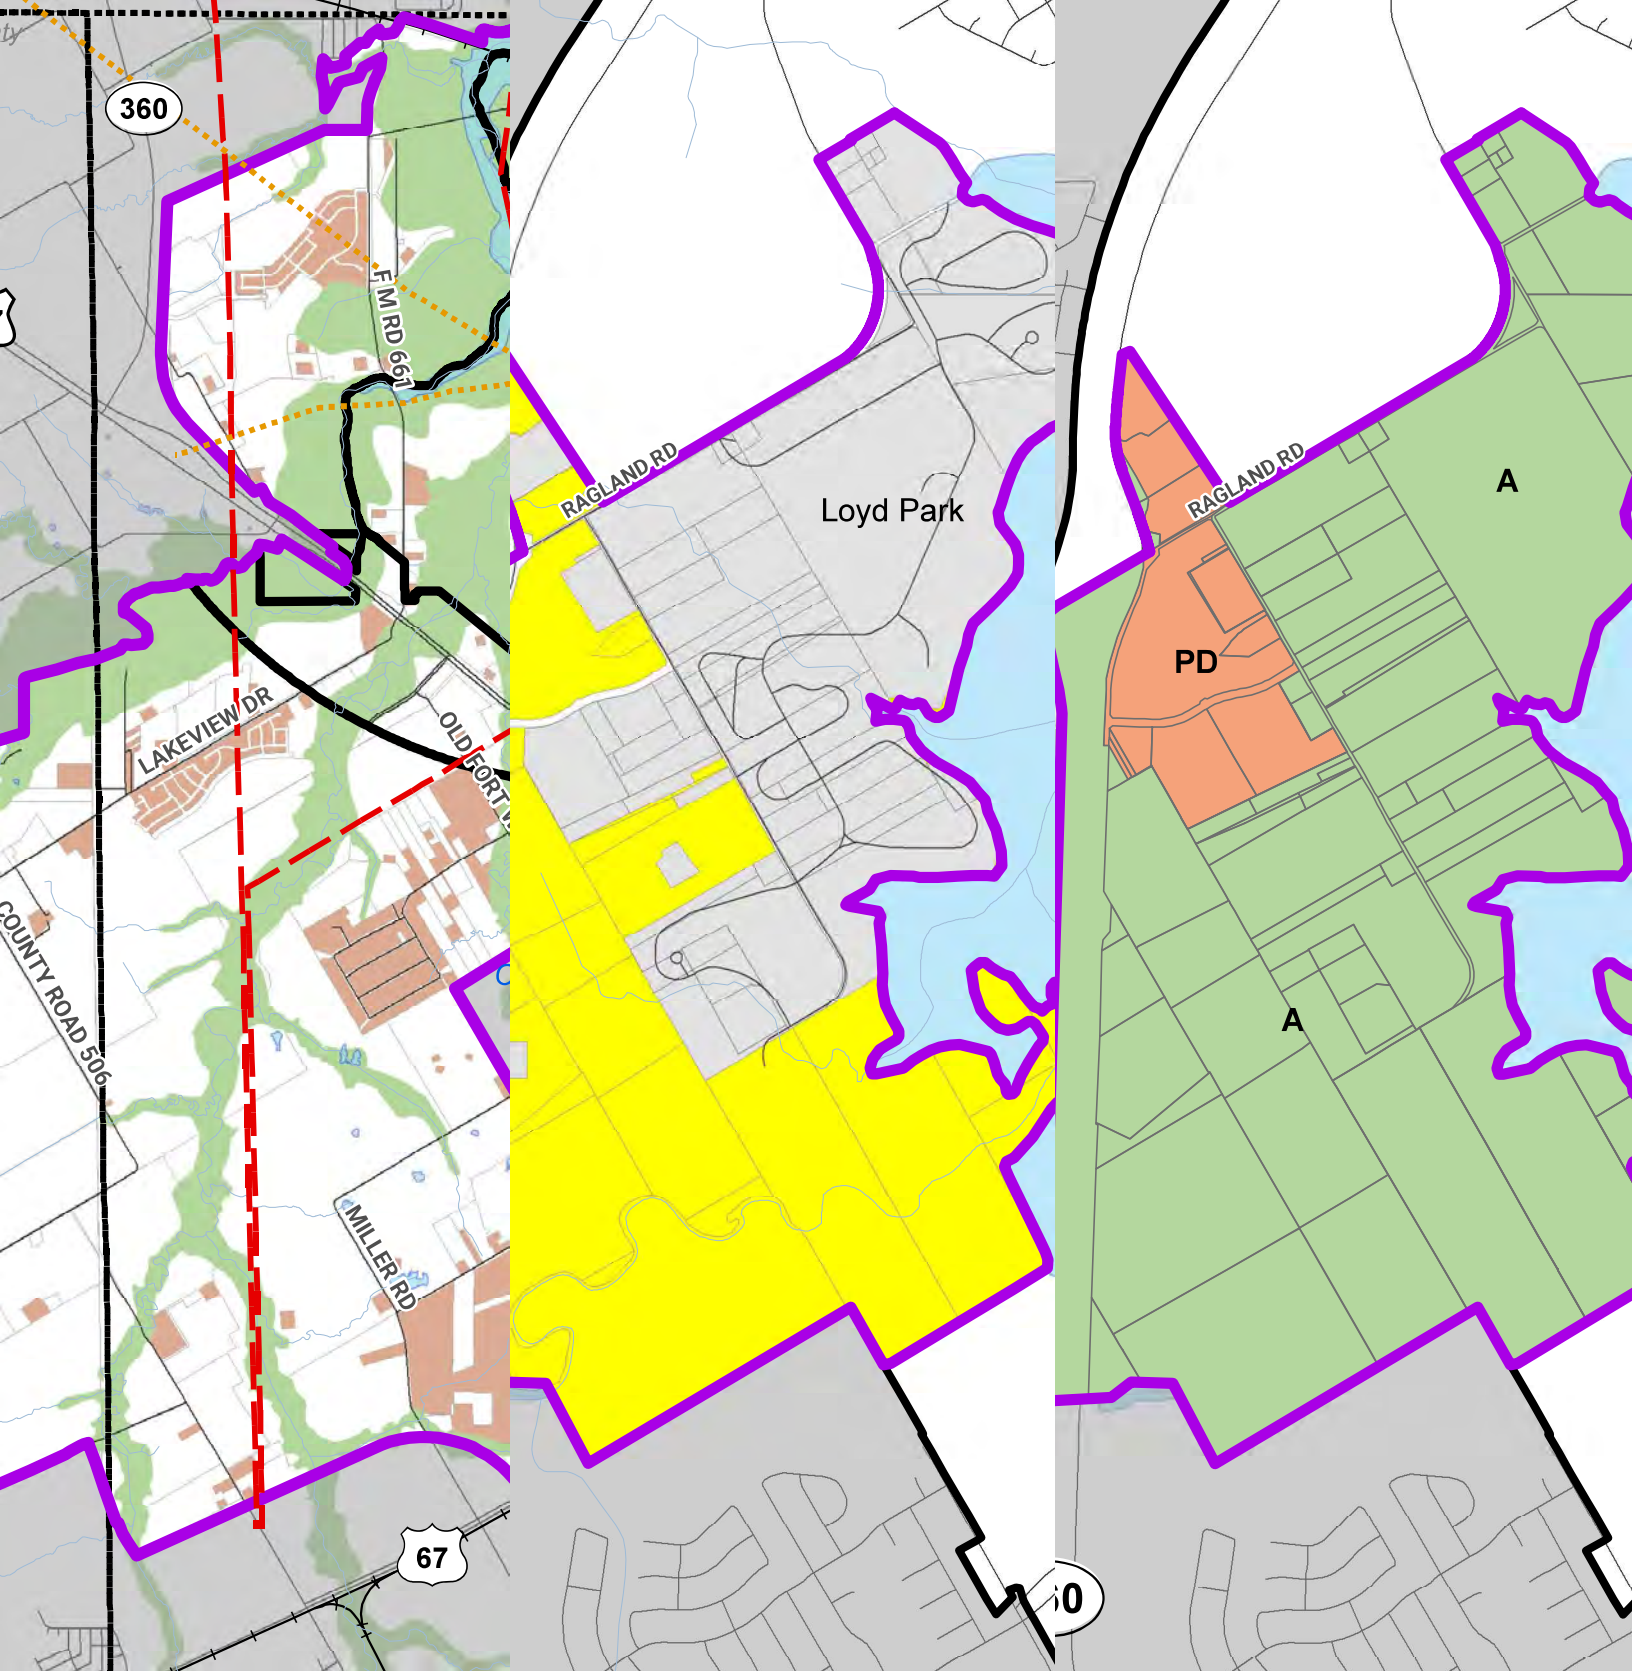 360
F M RD 661
LAKEVIEW DR
OLD FORT
COUNTY ROAD 506
MILLER RD
67
RAGLAND RD
Loyd Park
RAGLAND RD
A
PD
A